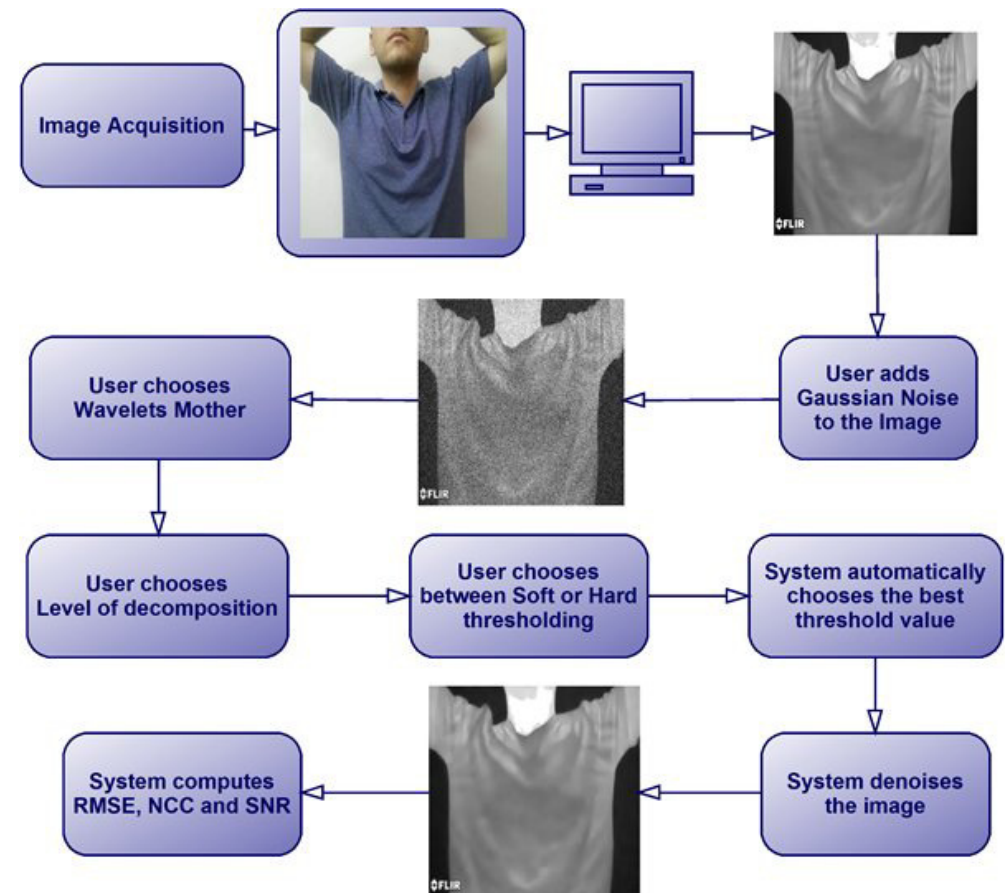 Image Acquisition
FLIR
User adds
Gaussian Noise
to the Image
FLIR
User chooses
Wavelets Mother
User chooses
Level of decomposition
User chooses
between Soft or Hard
thresholding
System automatically
chooses the best
threshold value
System denoises
the image
FLIR
System computes
RMSE, NCC and SNR